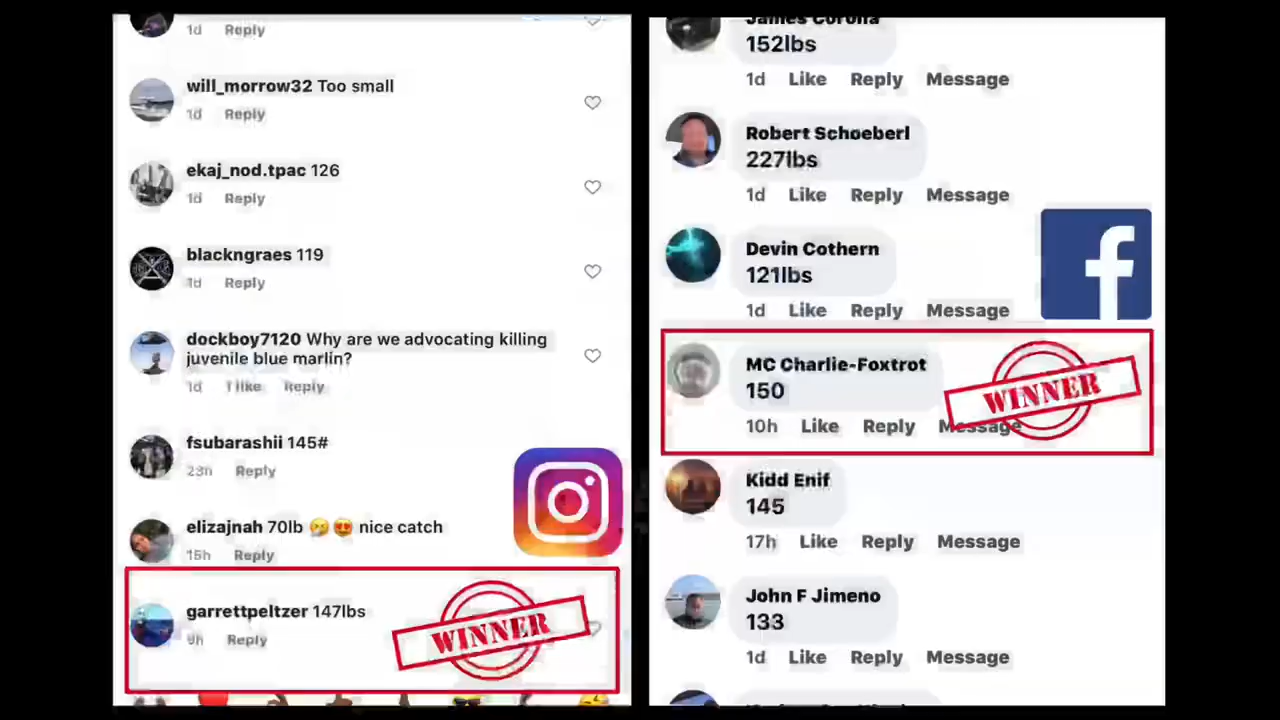 1d Reply
will_morrow32 Too small
1d Reply
ekaj_nod.tpac 126
1d Reply
blackngraes 119
1d Reply
dockboy7120 Why are we advocating killing
juvenile blue marlin?
1d 1 like Reply
fsubarashii 145#
23h Reply
elizajnah 70lb 🤧 😍 nice catch
15h Reply
garrettpeltzer 147lbs
9h Reply
WINNER
James Corona
152lbs
1d Like Reply Message
Robert Schoeberl
227lbs
1d Like Reply Message
Devin Cothern
121lbs
1d Like Reply Message
f
MC Charlie-Foxtrot
150
10h Like Reply Message
WINNER
Kidd Enif
145
17h Like Reply Message
John F Jimeno
133
1d Like Reply Message